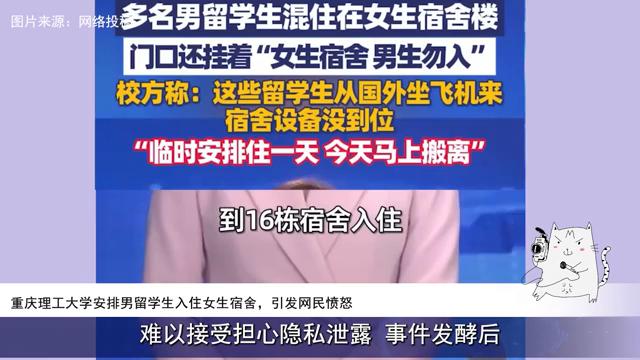 图片来源：网络投稿
多名男留学生混住在女生宿舍楼
门口还挂着“女生宿舍 男生勿入”
校方称：这些留学生从国外坐飞机来
宿舍设备没到位
“临时安排住一天 今天马上搬离”
到16栋宿舍入住
重庆理工大学安排男留学生入住女生宿舍，引发网民愤怒
难以接受担心隐私泄露 事件发酵后